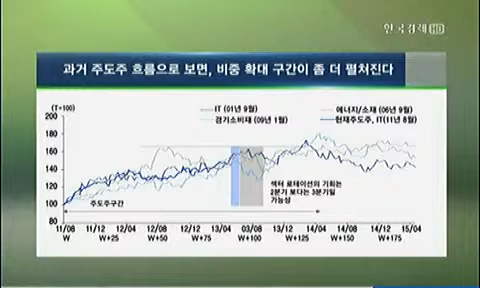 한국경제 HD
과거 주도주 흐름으로 보면, 비중 확대 구간이 좀 더 펼쳐진다
(T=100)
IT (01년 9월)
에너지/소재 (06년 9월)
경기소비재 (09년 1월)
현재주도주, IT(11년 8월)
200
180
160
140
120
100
80
60
섹터 로테이션의 기회는
2분기 보다는 3분기일
가능성
주도주구간
11/08 11/12 12/04 12/08 12/12 13/04 13/08 13/12 14/04 14/08 14/12 15/04
W W+25 W+50 W+75 W+100 W+125 W+150 W+175